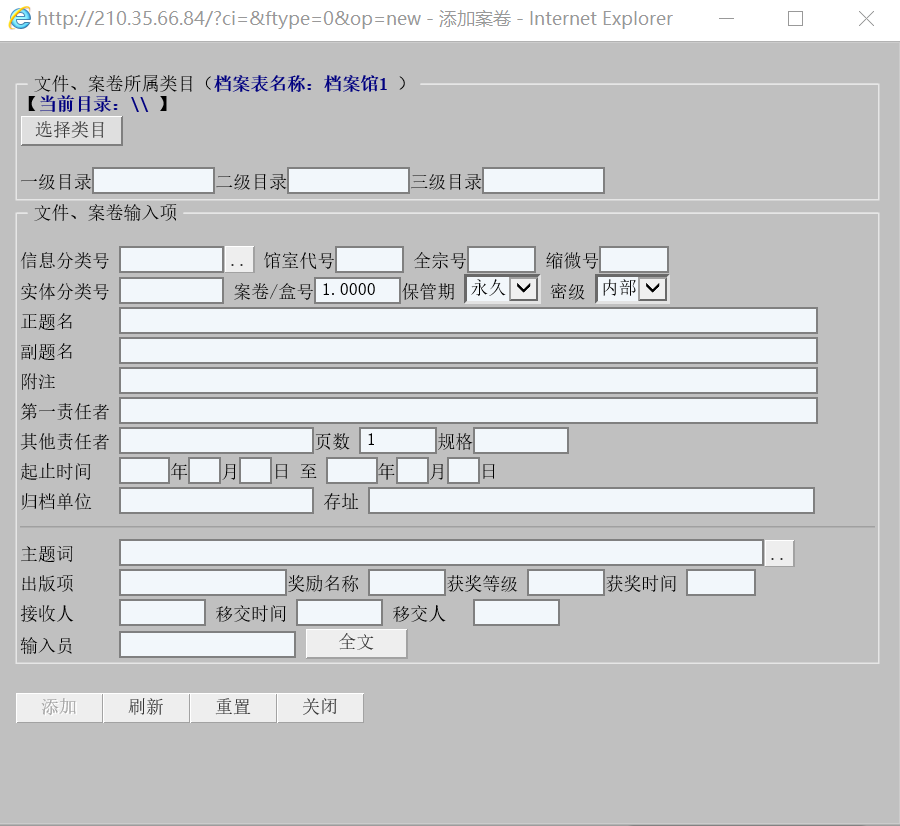 http://210.35.66.84/?ci=&ftype=0&op=new - 添加案卷 - Internet Explorer
文件、案卷所属类目（档案表名称：档案馆1 ）
【当前目录：\\ 】
选择类目
一级目录 二级目录 三级目录
文件、案卷输入项
信息分类号 .. 馆室代号 全宗号 缩微号
实体分类号 案卷/盒号 1.0000 保管期 永久 密级 内部
正题名
副题名
附注
第一责任者
其他责任者 页数 1 规格
起止时间 年 月 日 至 年 月 日
归档单位 存址
主题词 ..
出版项 奖励名称 获奖等级 获奖时间
接收人 移交时间 移交人
输入员 全文
添加 刷新 重置 关闭